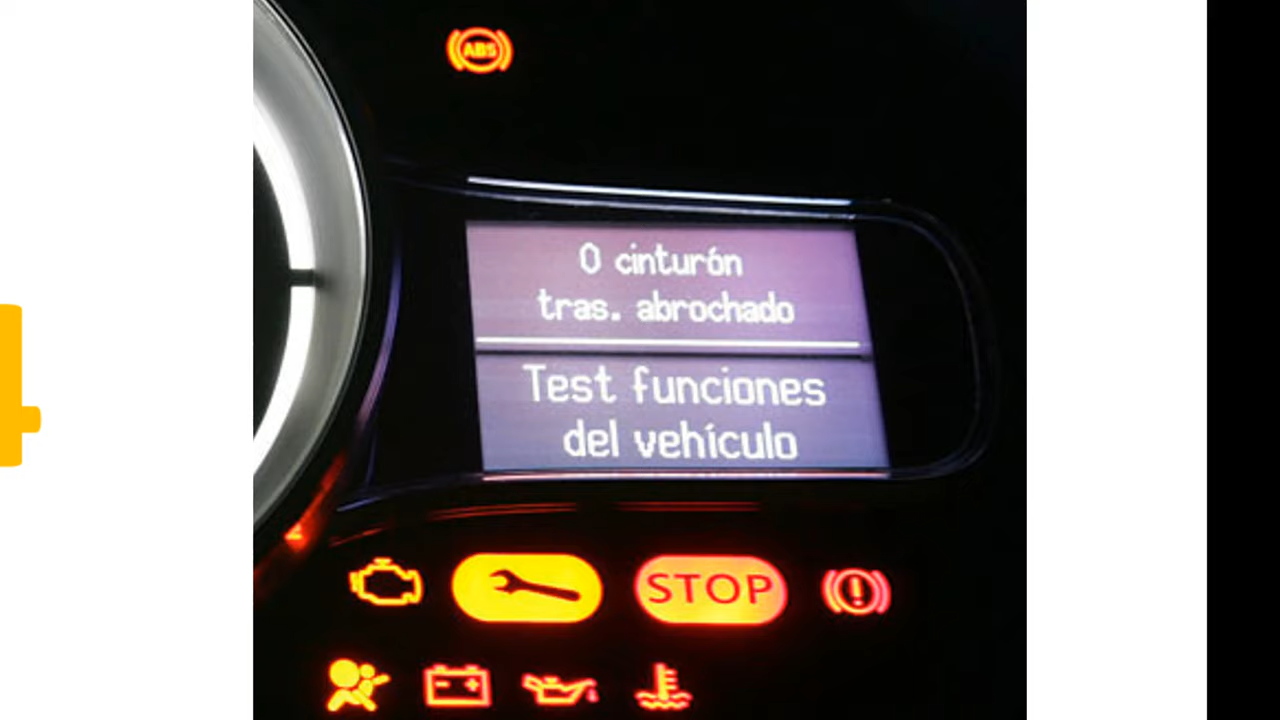 ABS
0 cinturón
tras. abrochado
Test funciones
del vehículo
STOP